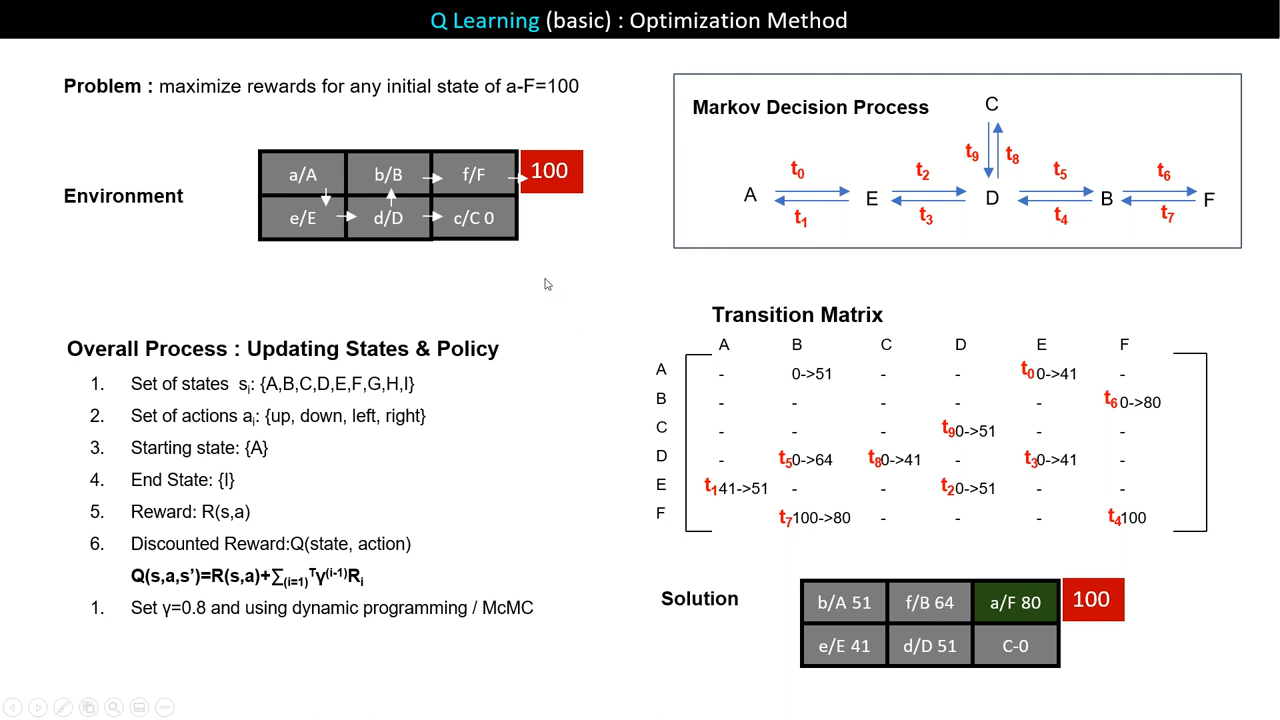 Q Learning (basic) : Optimization Method
Problem : maximize rewards for any initial state of a-F=100
Environment
a/A b/B f/F 100
e/E d/D c/C 0
Markov Decision Process
C
t9 t8
t0 t2 t5 t6
A E D B F
t1 t3 t4 t7
Overall Process : Updating States & Policy
1. Set of states si: {A,B,C,D,E,F,G,H,I}
2. Set of actions ai: {up, down, left, right}
3. Starting state: {A}
4. End State: {I}
5. Reward: R(s,a)
6. Discounted Reward:Q(state, action)
Q(s,a,s’)=R(s,a)+∑(i=1)Tγ(i-1)Ri
1. Set γ=0.8 and using dynamic programming / McMC
Transition Matrix
A B C D E F
A - 0->51 - - t0 0->41 -
B - - - - - t6 0->80
C - - - t9 0->51 - -
D - t5 0->64 t8 0->41 - t3 0->41 -
E t1 41->51 - - t2 0->51 - -
F t7 100->80 - - - t4 100
Solution
b/A 51 f/B 64 a/F 80 100
e/E 41 d/D 51 C-0